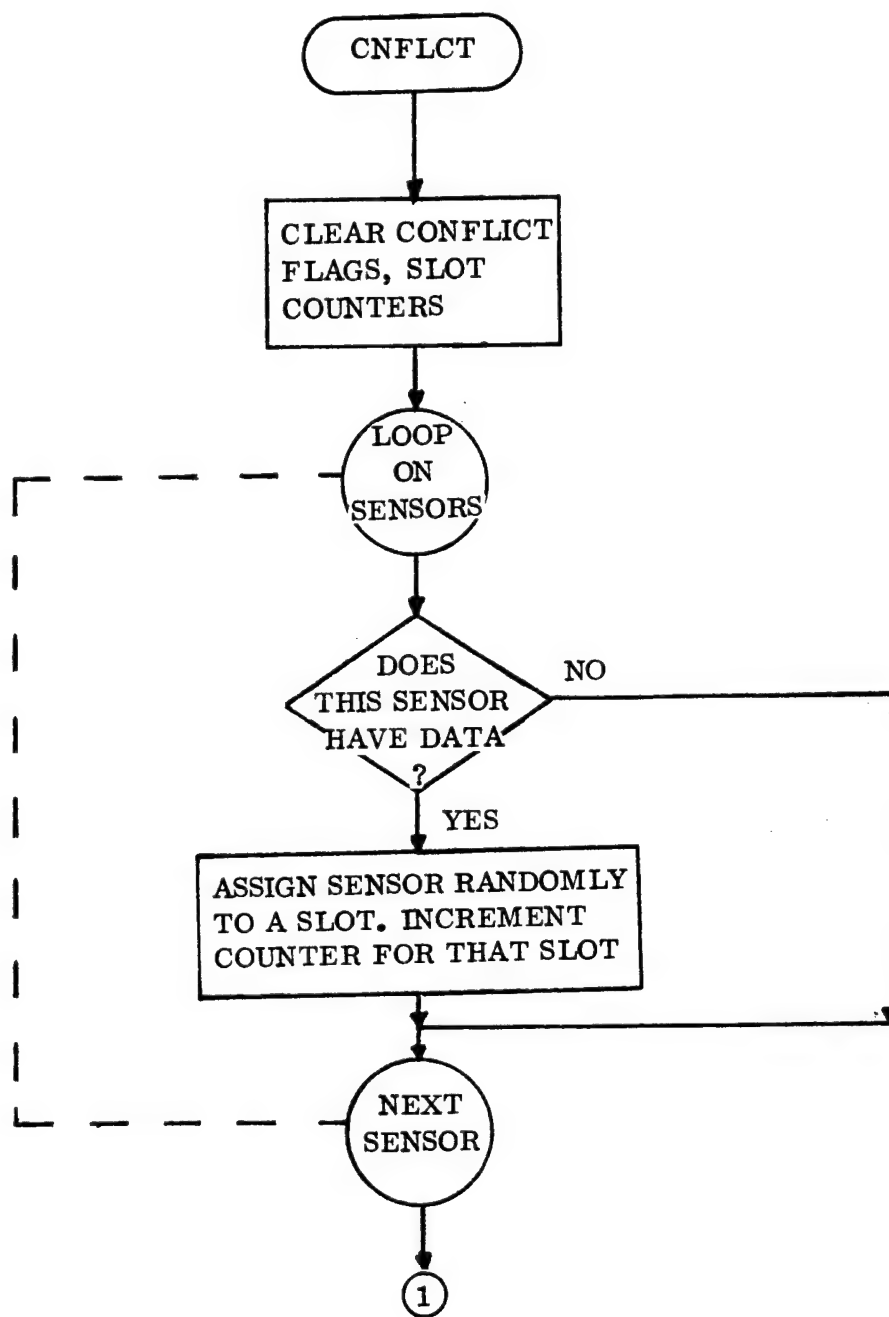 CNFLCT
CLEAR CONFLICT
FLAGS, SLOT
COUNTERS
LOOP
ON
SENSORS
DOES
THIS SENSOR
HAVE DATA
?
NO
YES
ASSIGN SENSOR RANDOMLY
TO A SLOT. INCREMENT
COUNTER FOR THAT SLOT
NEXT
SENSOR
1